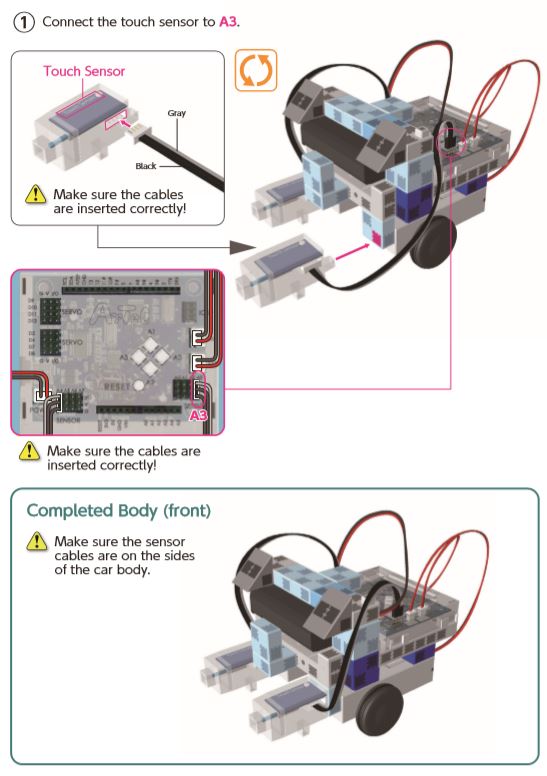 1 Connect the touch sensor to A3.
Touch Sensor
Gray
Black
Make sure the cables
are inserted correctly!
SERVO
SERVO
A1
A3
RESET
A2
SENSOR
A3
Make sure the cables are
inserted correctly!
Completed Body (front)
Make sure the sensor
cables are on the sides
of the car body.